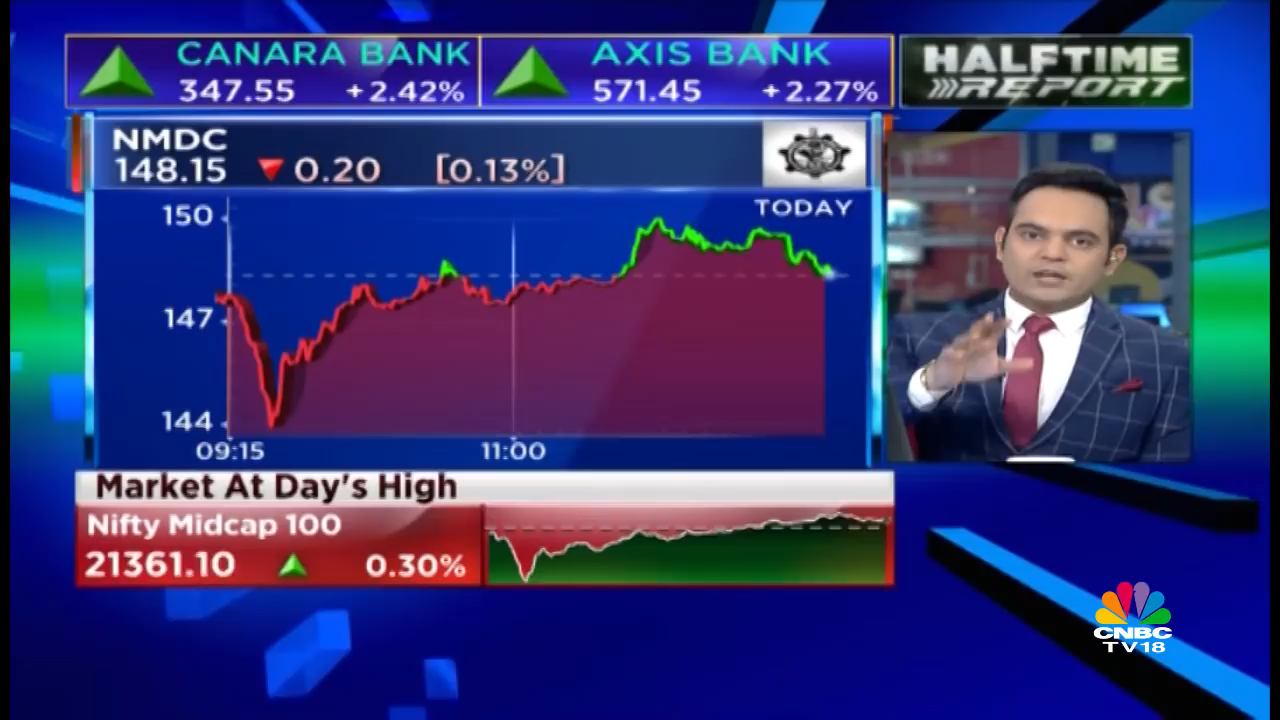 CANARA BANK
347.55 +2.42%
AXIS BANK
571.45 +2.27%
HALFTIME
REPORT
NMDC
148.15 ▼ 0.20 [0.13%]
TODAY
150
147
144
09:15 11:00
Market At Day's High
Nifty Midcap 100
21361.10 0.30%
CNBC
TV18